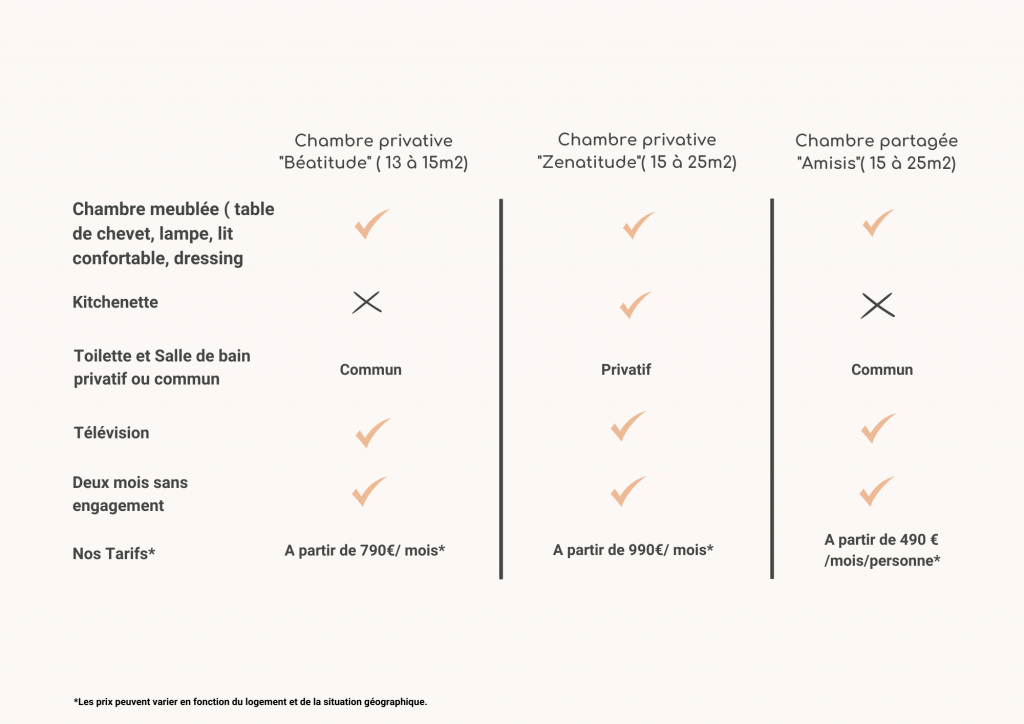 Chambre privative
"Béatitude" ( 13 à 15m2)
Chambre privative
"Zenatitude"( 15 à 25m2)
Chambre partagée
"Amisis"( 15 à 25m2)
Chambre meublée ( table
de chevet, lampe, lit
confortable, dressing
Kitchenette
Toilette et Salle de bain
privatif ou commun
Commun
Privatif
Commun
Télévision
Deux mois sans
engagement
Nos Tarifs*
A partir de 790€/ mois*
A partir de 990€/ mois*
A partir de 490 €
/mois/personne*
*Les prix peuvent varier en fonction du logement et de la situation géographique.